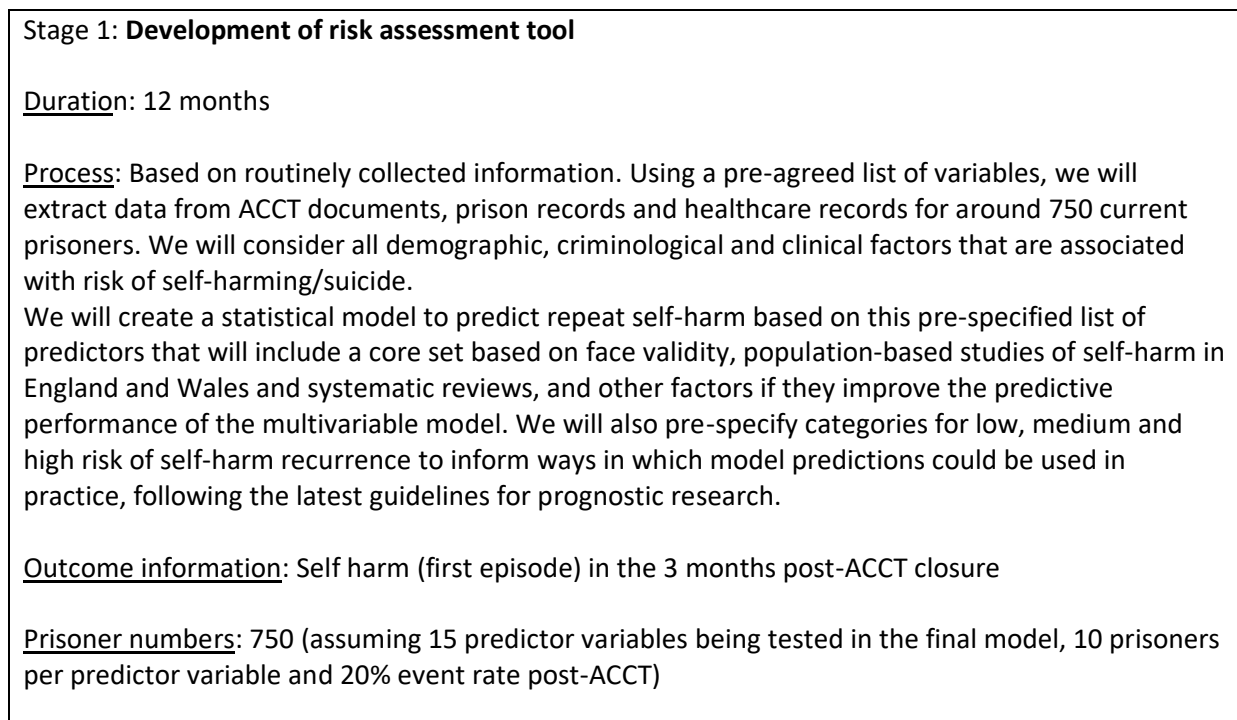 Stage 1: Development of risk assessment tool
Duration: 12 months
Process: Based on routinely collected information. Using a pre-agreed list of variables, we will
extract data from ACCT documents, prison records and healthcare records for around 750 current
prisoners. We will consider all demographic, criminological and clinical factors that are associated
with risk of self-harming/suicide.
We will create a statistical model to predict repeat self-harm based on this pre-specified list of
predictors that will include a core set based on face validity, population-based studies of self-harm in
England and Wales and systematic reviews, and other factors if they improve the predictive
performance of the multivariable model. We will also pre-specify categories for low, medium and
high risk of self-harm recurrence to inform ways in which model predictions could be used in
practice, following the latest guidelines for prognostic research.
Outcome information: Self harm (first episode) in the 3 months post-ACCT closure
Prisoner numbers: 750 (assuming 15 predictor variables being tested in the final model, 10 prisoners
per predictor variable and 20% event rate post-ACCT)